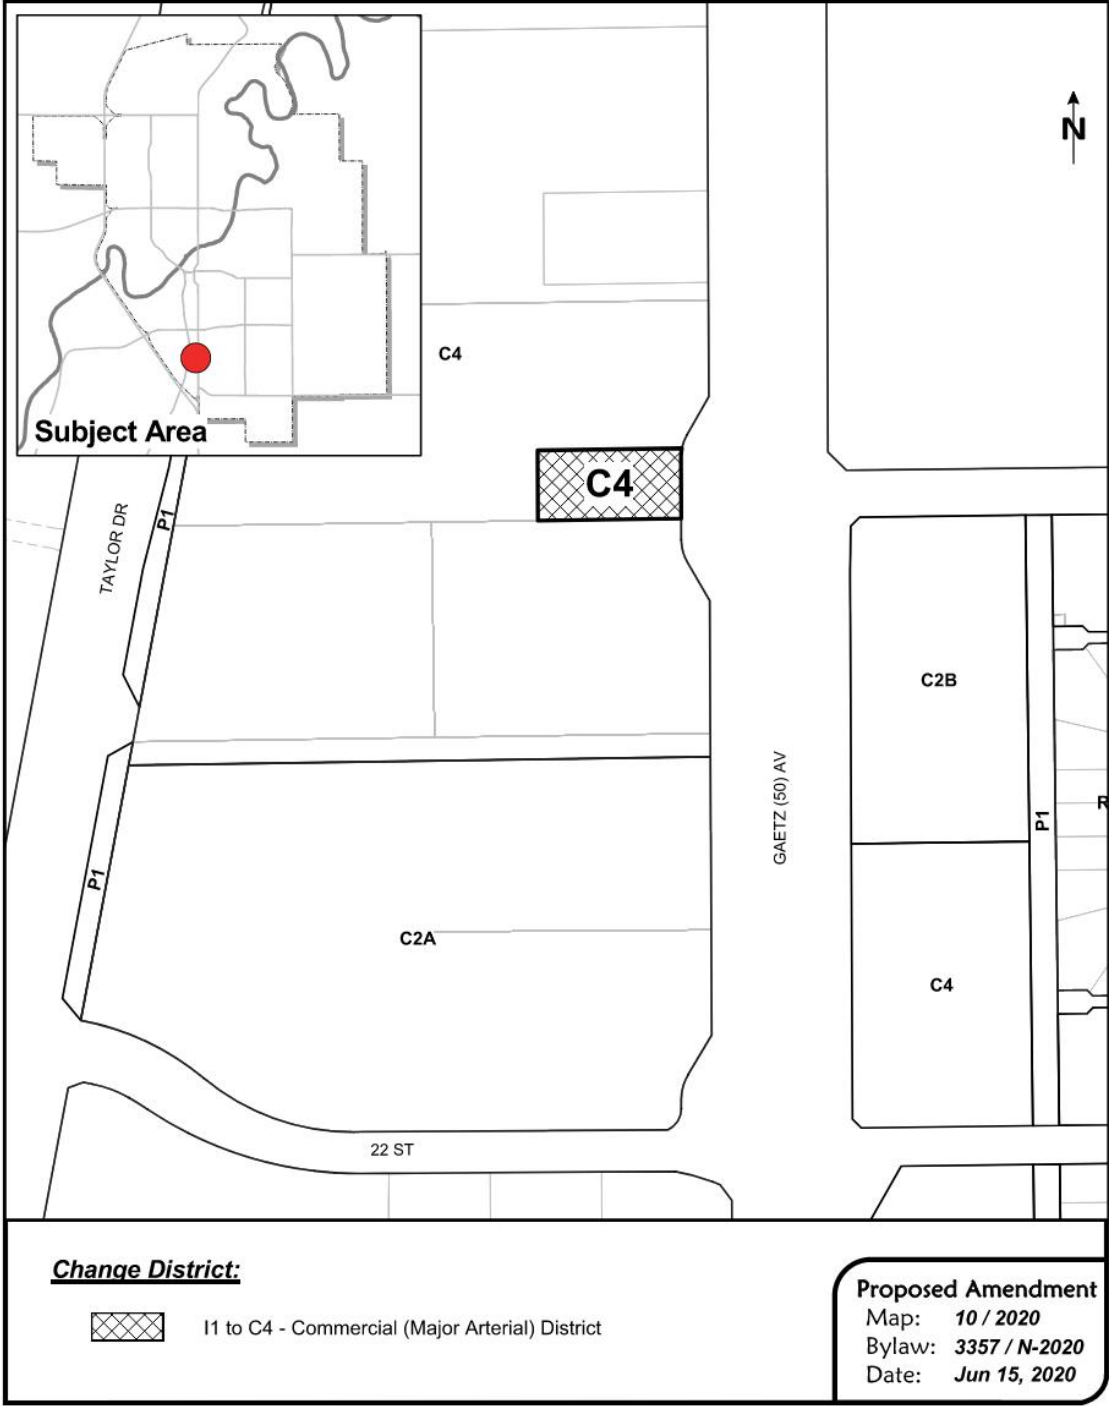 N
C4
Subject Area
C4
P1
TAYLOR DR
C2B
GAETZ (50) AV
P1
R
P1
C2A
C4
22 ST
Change District:
I1 to C4 - Commercial (Major Arterial) District
Proposed Amendment
Map: 10 / 2020
Bylaw: 3357 / N-2020
Date: Jun 15, 2020